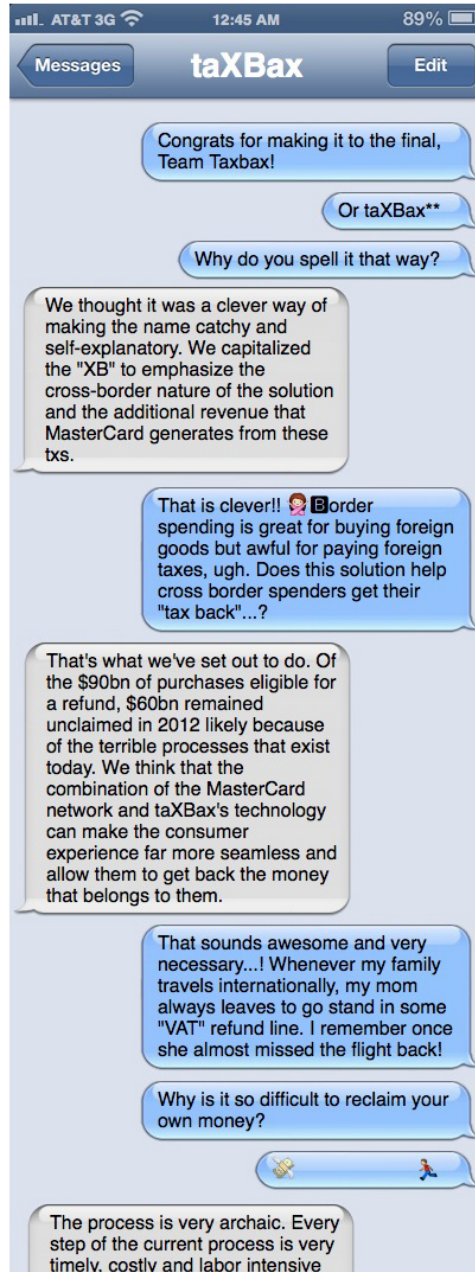 AT&T 3G 12:45 AM 89%
Messages taXBax Edit
Congrats for making it to the final,
Team Taxbax!
Or taXBax**
Why do you spell it that way?
We thought it was a clever way of
making the name catchy and
self-explanatory. We capitalized
the "XB" to emphasize the
cross-border nature of the solution
and the additional revenue that
MasterCard generates from these
txs.
That is clever!! 🙅🅱order
spending is great for buying foreign
goods but awful for paying foreign
taxes, ugh. Does this solution help
cross border spenders get their
"tax back"...?
That's what we've set out to do. Of
the $90bn of purchases eligible for
a refund, $60bn remained
unclaimed in 2012 likely because
of the terrible processes that exist
today. We think that the
combination of the MasterCard
network and taXBax's technology
can make the consumer
experience far more seamless and
allow them to get back the money
that belongs to them.
That sounds awesome and very
necessary...! Whenever my family
travels internationally, my mom
always leaves to go stand in some
"VAT" refund line. I remember once
she almost missed the flight back!
Why is it so difficult to reclaim your
own money?
💸 🏃
The process is very archaic. Every
step of the current process is very
timely, costly and labor intensive